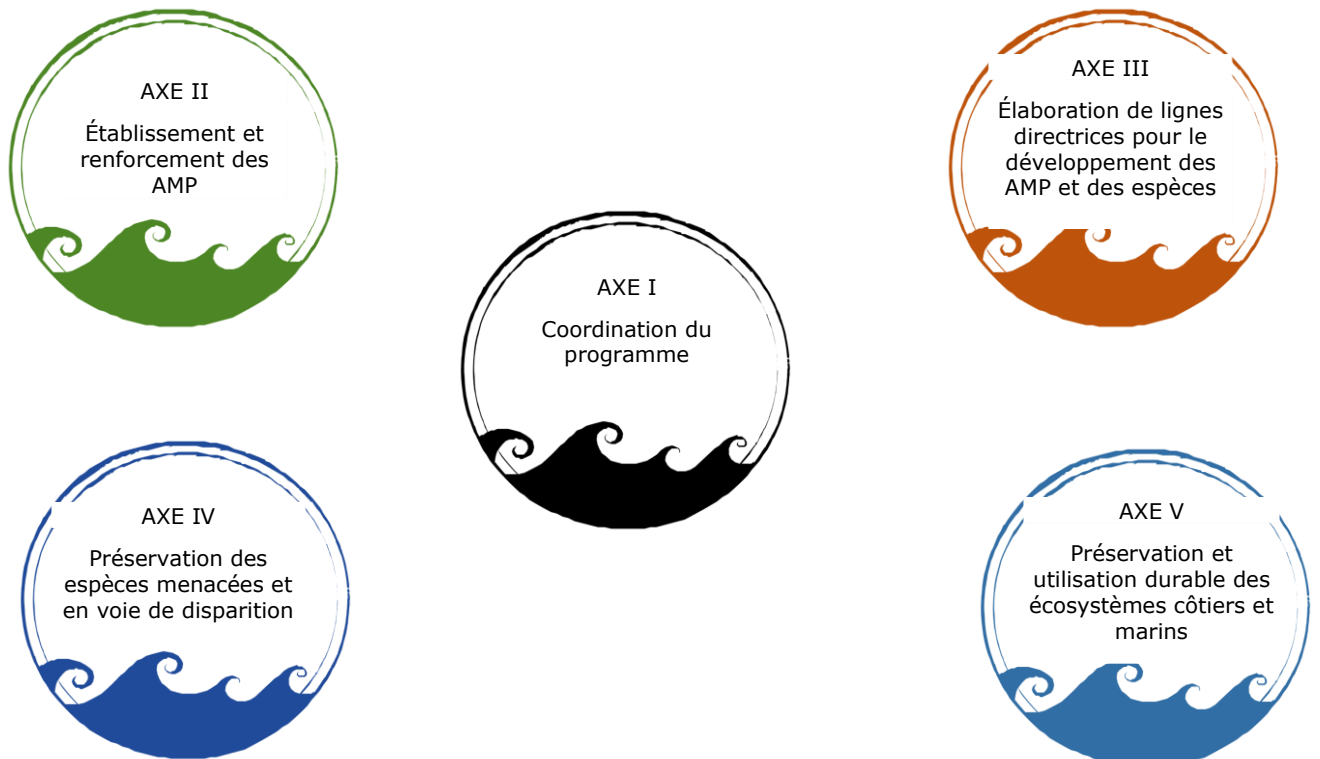 AXE II
Établissement et
renforcement des
AMP
AXE III
Élaboration de lignes
directrices pour le
développement des
AMP et des espèces
AXE I
Coordination du
programme
AXE IV
Préservation des
espèces menacées et
en voie de disparition
AXE V
Préservation et
utilisation durable des
écosystèmes côtiers et
marins